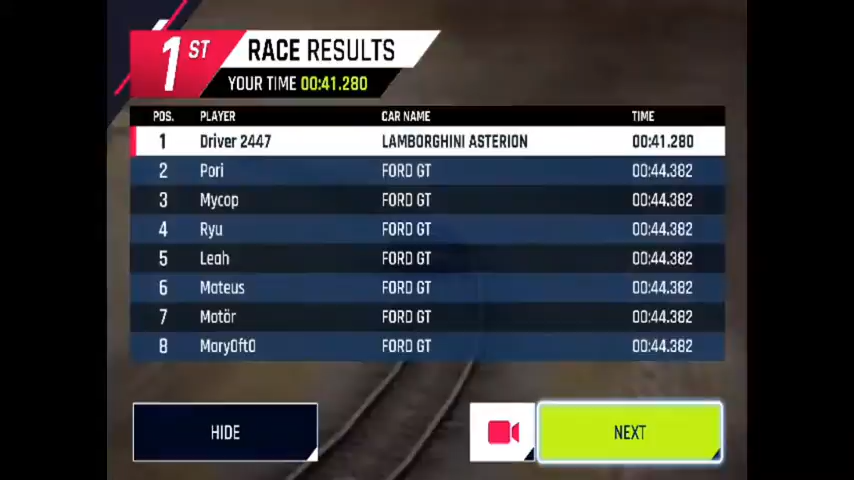 1ST RACE RESULTS
YOUR TIME 00:41.280
POS. PLAYER CAR NAME TIME
1 Driver 2447 LAMBORGHINI ASTERION 00:41.280
2 Pori FORD GT 00:44.382
3 Mycop FORD GT 00:44.382
4 Ryu FORD GT 00:44.382
5 Leah FORD GT 00:44.382
6 Mateus FORD GT 00:44.382
7 Matär FORD GT 00:44.382
8 Mary0ft0 FORD GT 00:44.382
HIDE NEXT